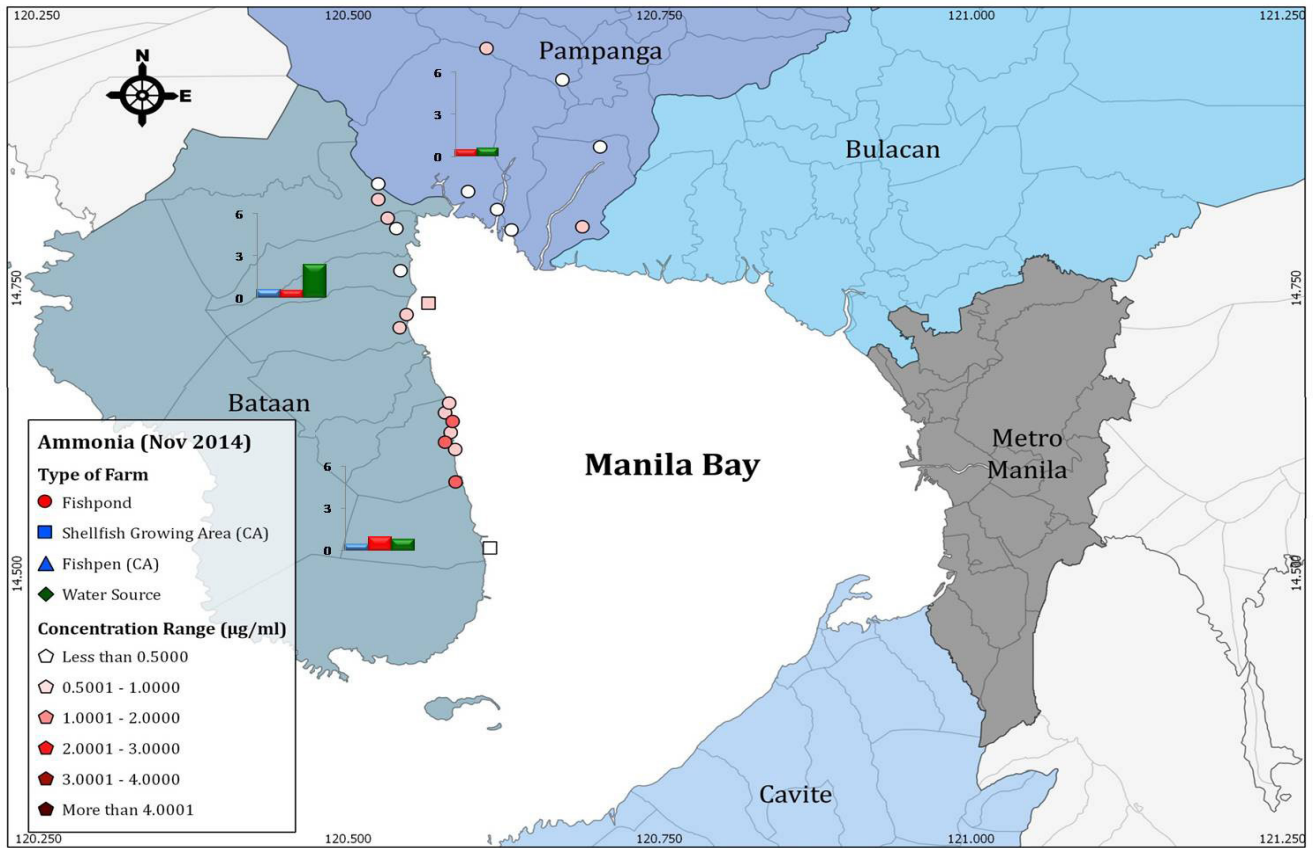 120.250 120.500 120.750 121.000 121.250
N
E
Pampanga
6
3
0
Bulacan
6
3
0
14.750
14.750
Bataan
Metro
Manila
Manila Bay
6
3
0
14.500
14.500
Ammonia (Nov 2014)
Type of Farm
Fishpond
Shellfish Growing Area (CA)
Fishpen (CA)
Water Source
Concentration Range (µg/ml)
Less than 0.5000
0.5001 - 1.0000
1.0001 - 2.0000
2.0001 - 3.0000
3.0001 - 4.0000
More than 4.0001
Cavite
120.250 120.500 120.750 121.000 121.250